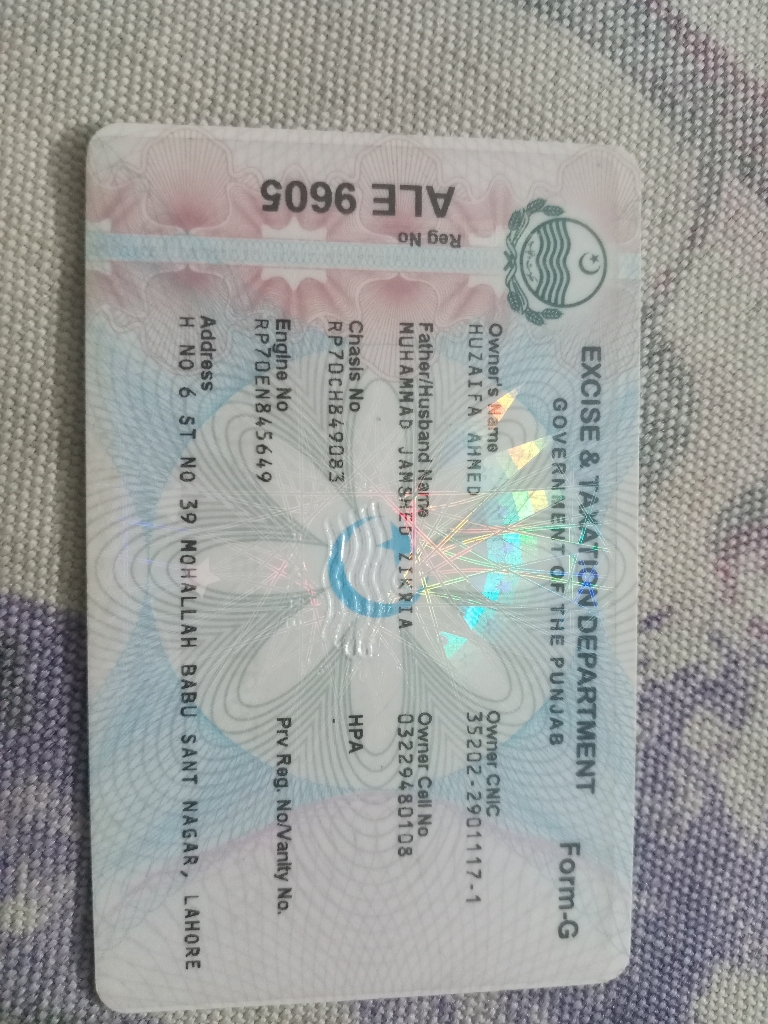 EXCISE & TAXATION DEPARTMENT Form-G
GOVERNMENT OF THE PUNJAB
Reg No
ALE 9605
Owner's Name Owner CNIC
HUZAIFA AHMED 35202-2901117-1
Father/Husband Name Owner Cell No.
MUHAMMAD JAMSHED ZIKRIA 03229480108
Chasis No HPA
RP70CH849083 .
Engine No Prv Reg. No/Vanity No.
RP70EN845649
Address
H NO 6 ST NO 39 MOHALLAH BABU SANT NAGAR, LAHORE